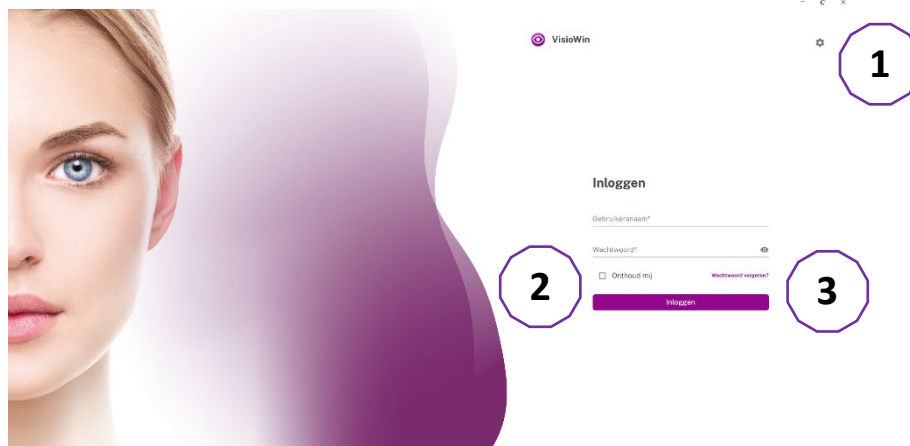 VisioWin
1
Inloggen
Gebruikersnaam*
Wachtwoord*
Onthoud mij
Wachtwoord vergeten?
2
Inloggen
3